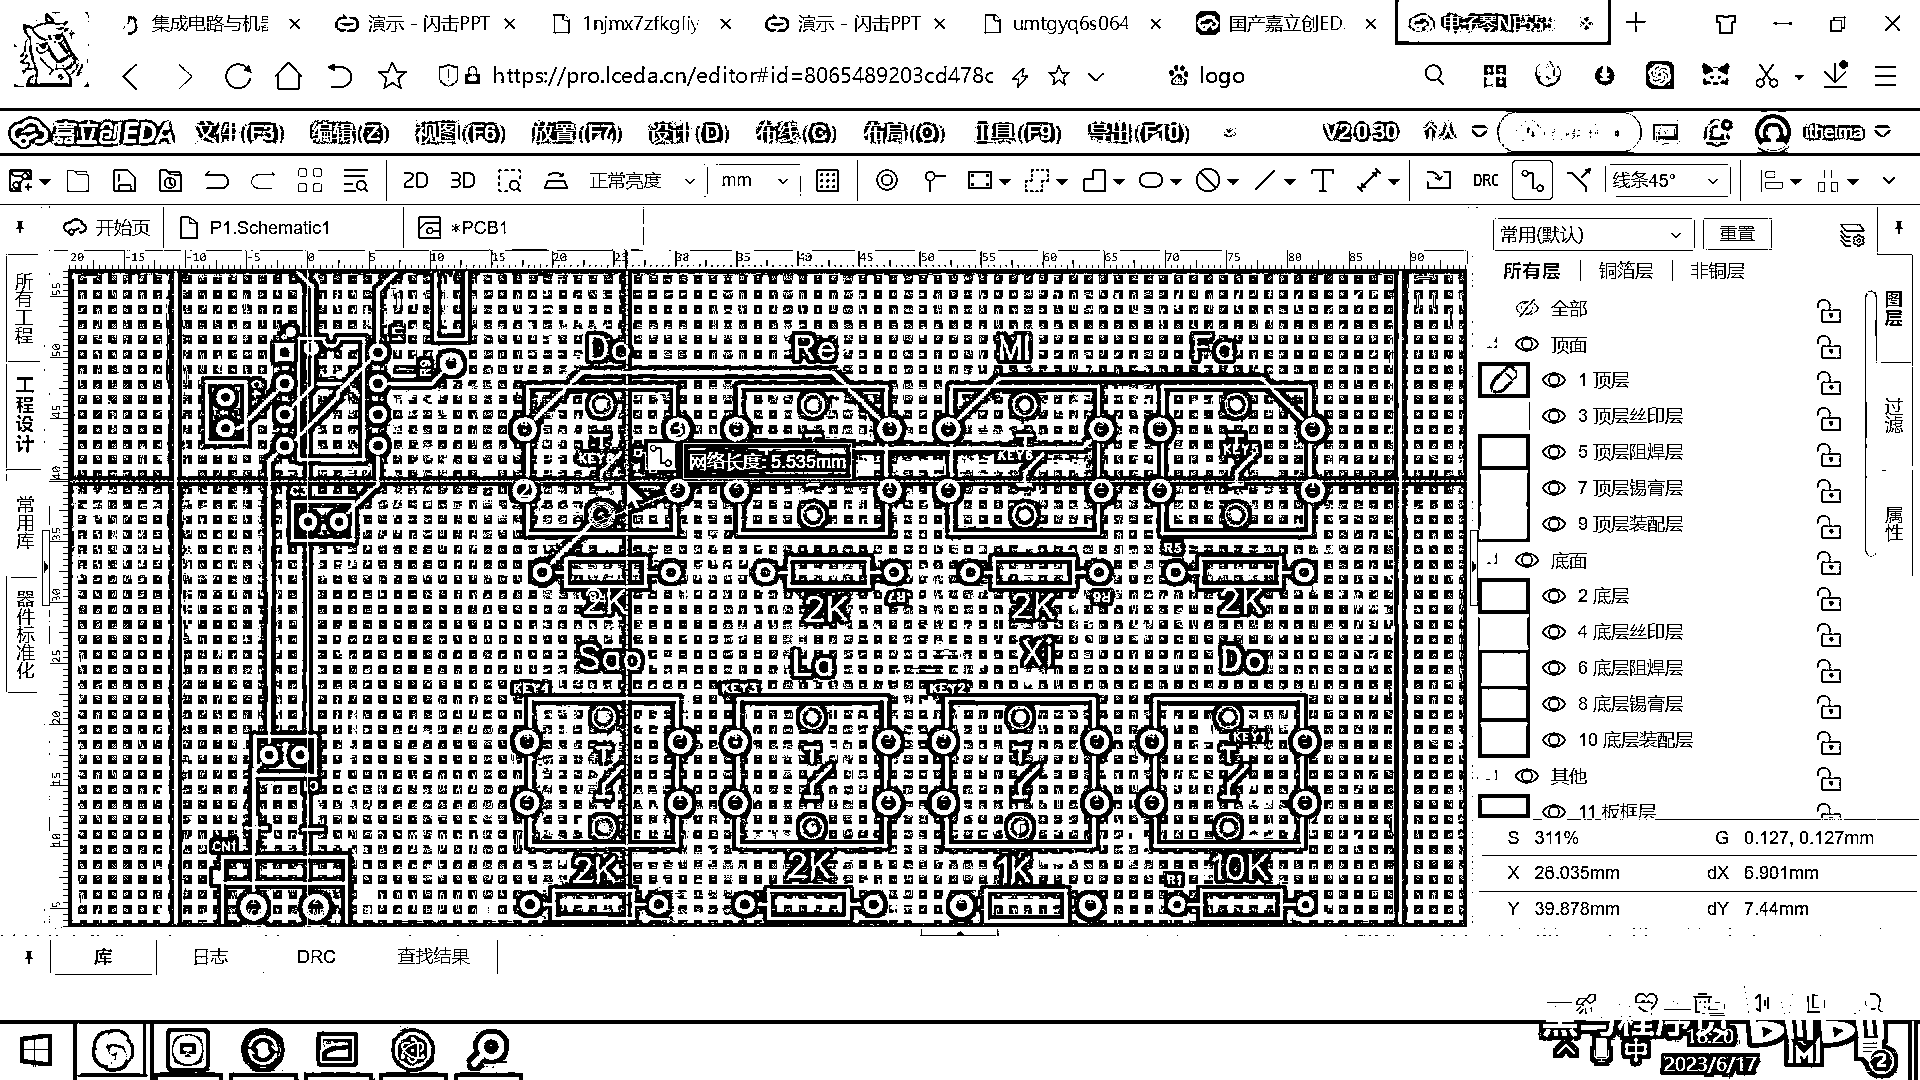 集成电路与机
演示 - 闪击PPT
1njmx7zfkgfiy
演示 - 闪击PPT
umtgyq6s064
国产嘉立创ED
电子琴NE555
https://pro.lceda.cn/editor#id=8065489203cd478c
logo
嘉立创EDA 文件(F3) 编辑(Z) 视图(F6) 放置(F7) 设计(D) 布线(C) 布局(O) 工具(F9) 导出(F10) V2.0.30 个人 itheima
2D 3D 正常亮度 mm DRC 线条45°
开始页 P1.Schematic1 *PCB1
所有工程
工程设计
常用库
器件标准化
Do Re MI Fa
KEY6
网络长度: 5.535mm
R5
2K 2K 2K 2K
Sao La Xi Do
KEY4 KEY3 KEY2
KEY1
CN1
2K 2K 1K 10K
R1
常用(默认) 重置
所有层 铜箔层 非铜层
全部
顶面
1 顶层
3 顶层丝印层
5 顶层阻焊层
7 顶层锡膏层
9 顶层装配层
底面
2 底层
4 底层丝印层
6 底层阻焊层
8 底层锡膏层
10 底层装配层
其他
11 板框层
图层
过滤
属性
S 311% G 0.127, 0.127mm
X 28.035mm dX 6.901mm
Y 39.878mm dY 7.44mm
库 日志 DRC 查找结果
中
16:20
2023/6/17